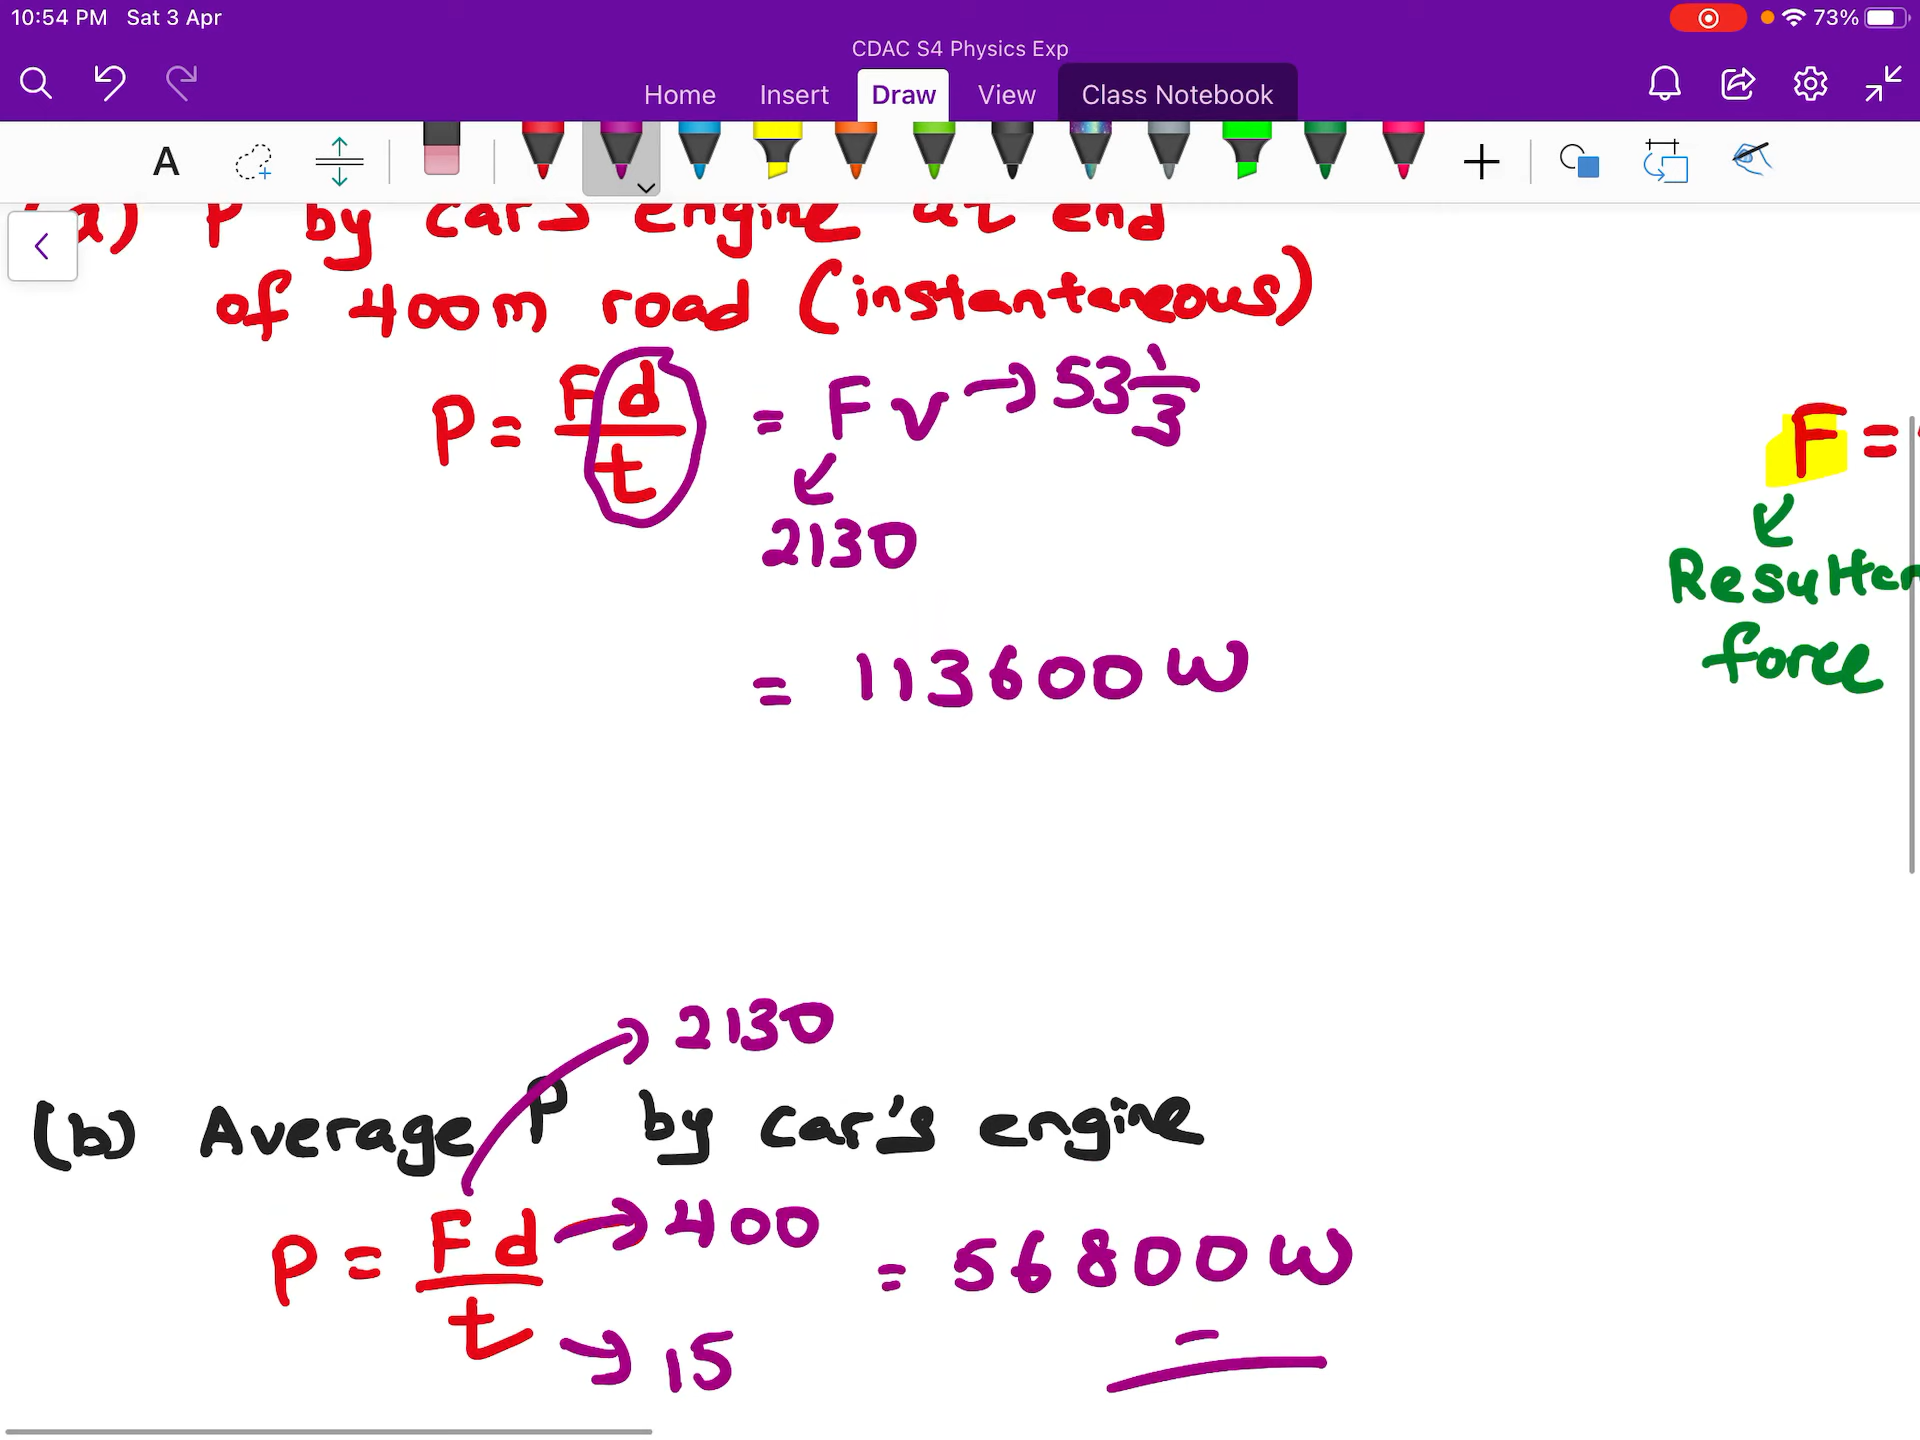 10:54 PM Sat 3 Apr
73%
CDAC S4 Physics Exp
Home Insert Draw View Class Notebook
A
(a) P by car's engine at end
of 400m road (instantaneous)
P = Fd/t = Fv → 53 1/3
2130
= 113600 W
F =
Resultan
force
2130
(b) Average P by car's engine
P = Fd/t → 400 = 56800 W
→ 15